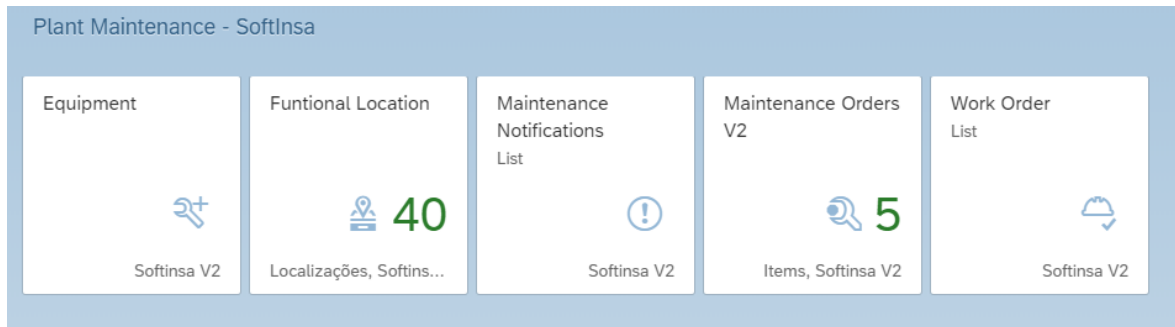 Plant Maintenance - SoftInsa
Equipment
Softinsa V2
Funtional Location
40
Localizações, Softins...
Maintenance
Notifications
List
Softinsa V2
Maintenance Orders
V2
5
Items, Softinsa V2
Work Order
List
Softinsa V2